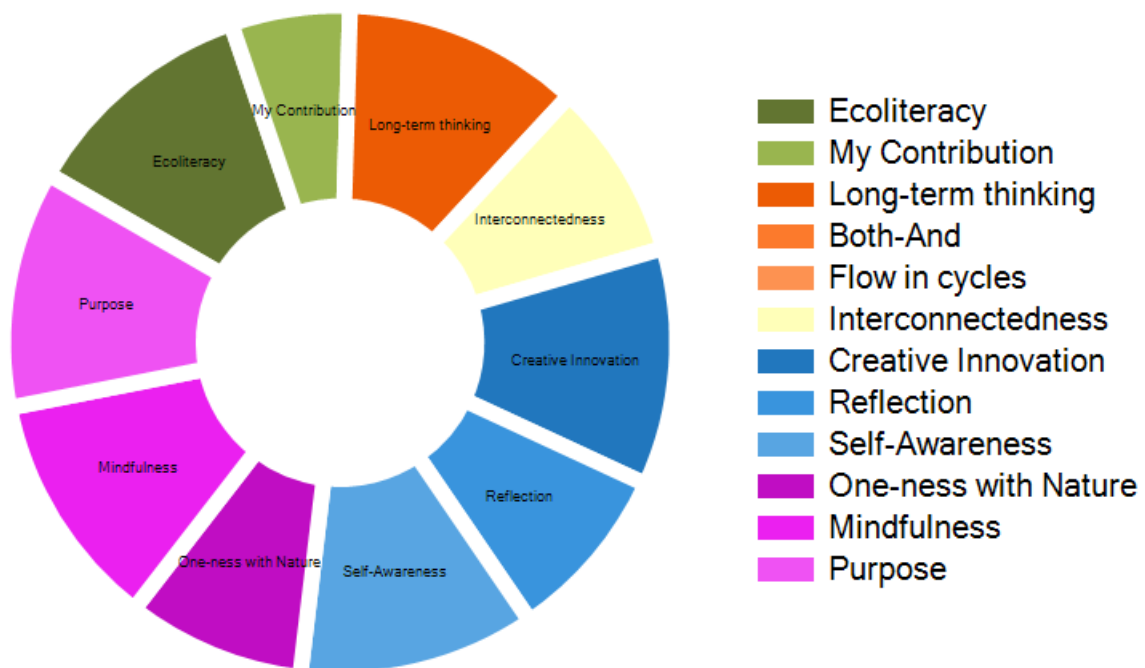 My Contribution
Long-term thinking
Ecoliteracy
Interconnectedness
Purpose
Creative Innovation
Mindfulness
Reflection
One-ness with Nature
Self-Awareness
Ecoliteracy
My Contribution
Long-term thinking
Both-And
Flow in cycles
Interconnectedness
Creative Innovation
Reflection
Self-Awareness
One-ness with Nature
Mindfulness
Purpose